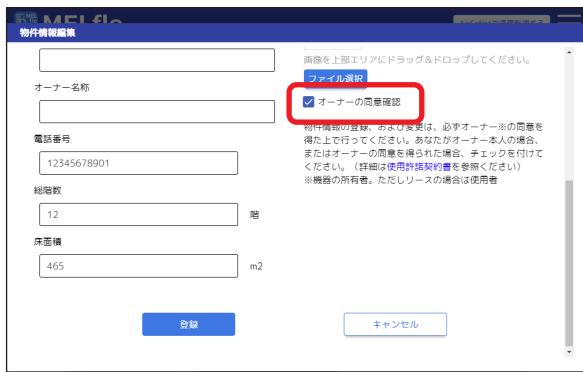 MELflo
物件情報編集
画像を上部エリアにドラッグ＆ドロップしてください。
ファイル選択
オーナーの同意確認
物件情報の登録、および変更は、必ずオーナー※の同意を
得た上で行ってください。あなたがオーナー本人の場合、
またはオーナーの同意を得られた場合、チェックを付けて
ください。（詳細は使用許諾契約書を参照ください）
※機器の所有者。ただしリースの場合は使用者
オーナー名称
電話番号
12345678901
総階数
12 階
床面積
465 m2
登録
キャンセル